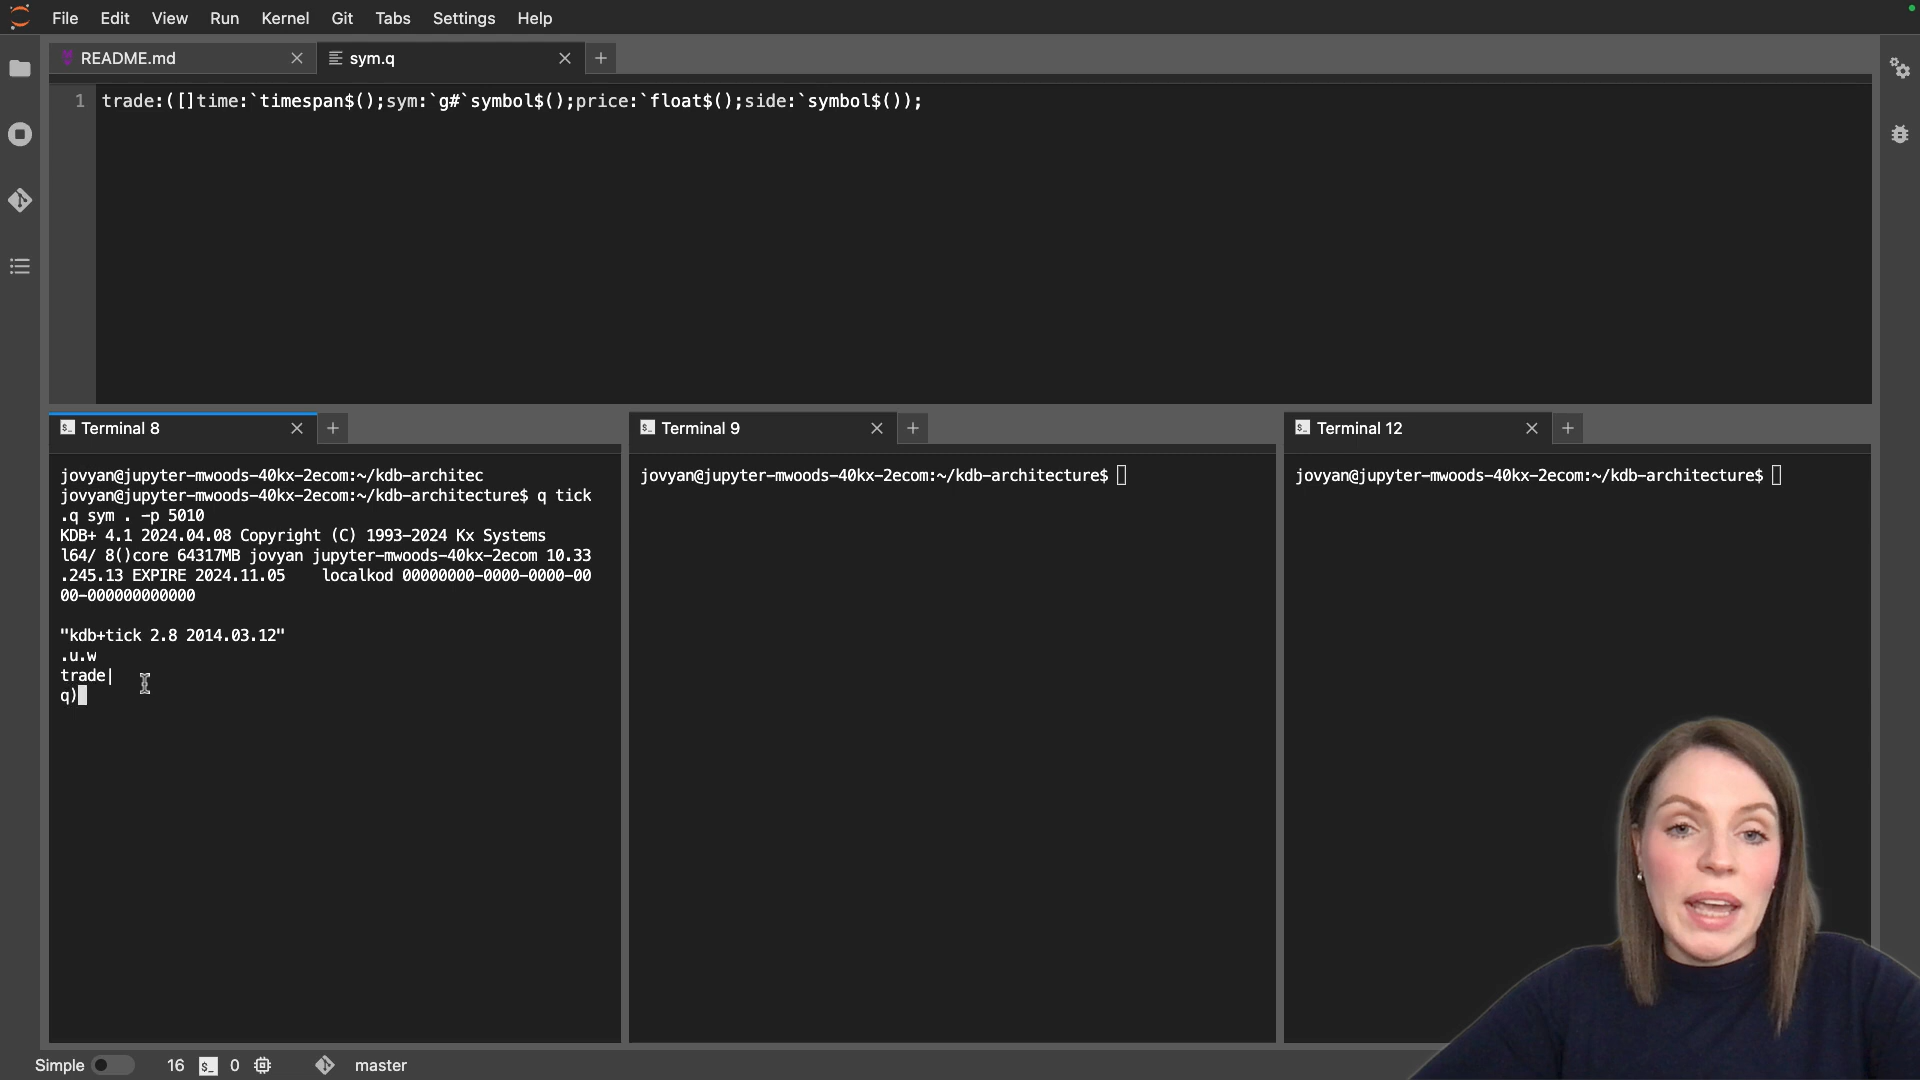 File Edit View Run Kernel Git Tabs Settings Help
README.md
sym.q
1 trade:([]time:`timespan$();sym:`g#`symbol$();price:`float$();side:`symbol$());
Terminal 8
jovyan@jupyter-mwoods-40kx-2ecom:~/kdb-architec
jovyan@jupyter-mwoods-40kx-2ecom:~/kdb-architecture$ q tick
.q sym . -p 5010
KDB+ 4.1 2024.04.08 Copyright (C) 1993-2024 Kx Systems
l64/ 8()core 64317MB jovyan jupyter-mwoods-40kx-2ecom 10.33
.245.13 EXPIRE 2024.11.05    localkod 00000000-0000-0000-00
00-000000000000
"kdb+tick 2.8 2014.03.12"
.u.w
trade|
q)
Terminal 9
jovyan@jupyter-mwoods-40kx-2ecom:~/kdb-architecture$
Terminal 12
jovyan@jupyter-mwoods-40kx-2ecom:~/kdb-architecture$
Simple 16 0 master